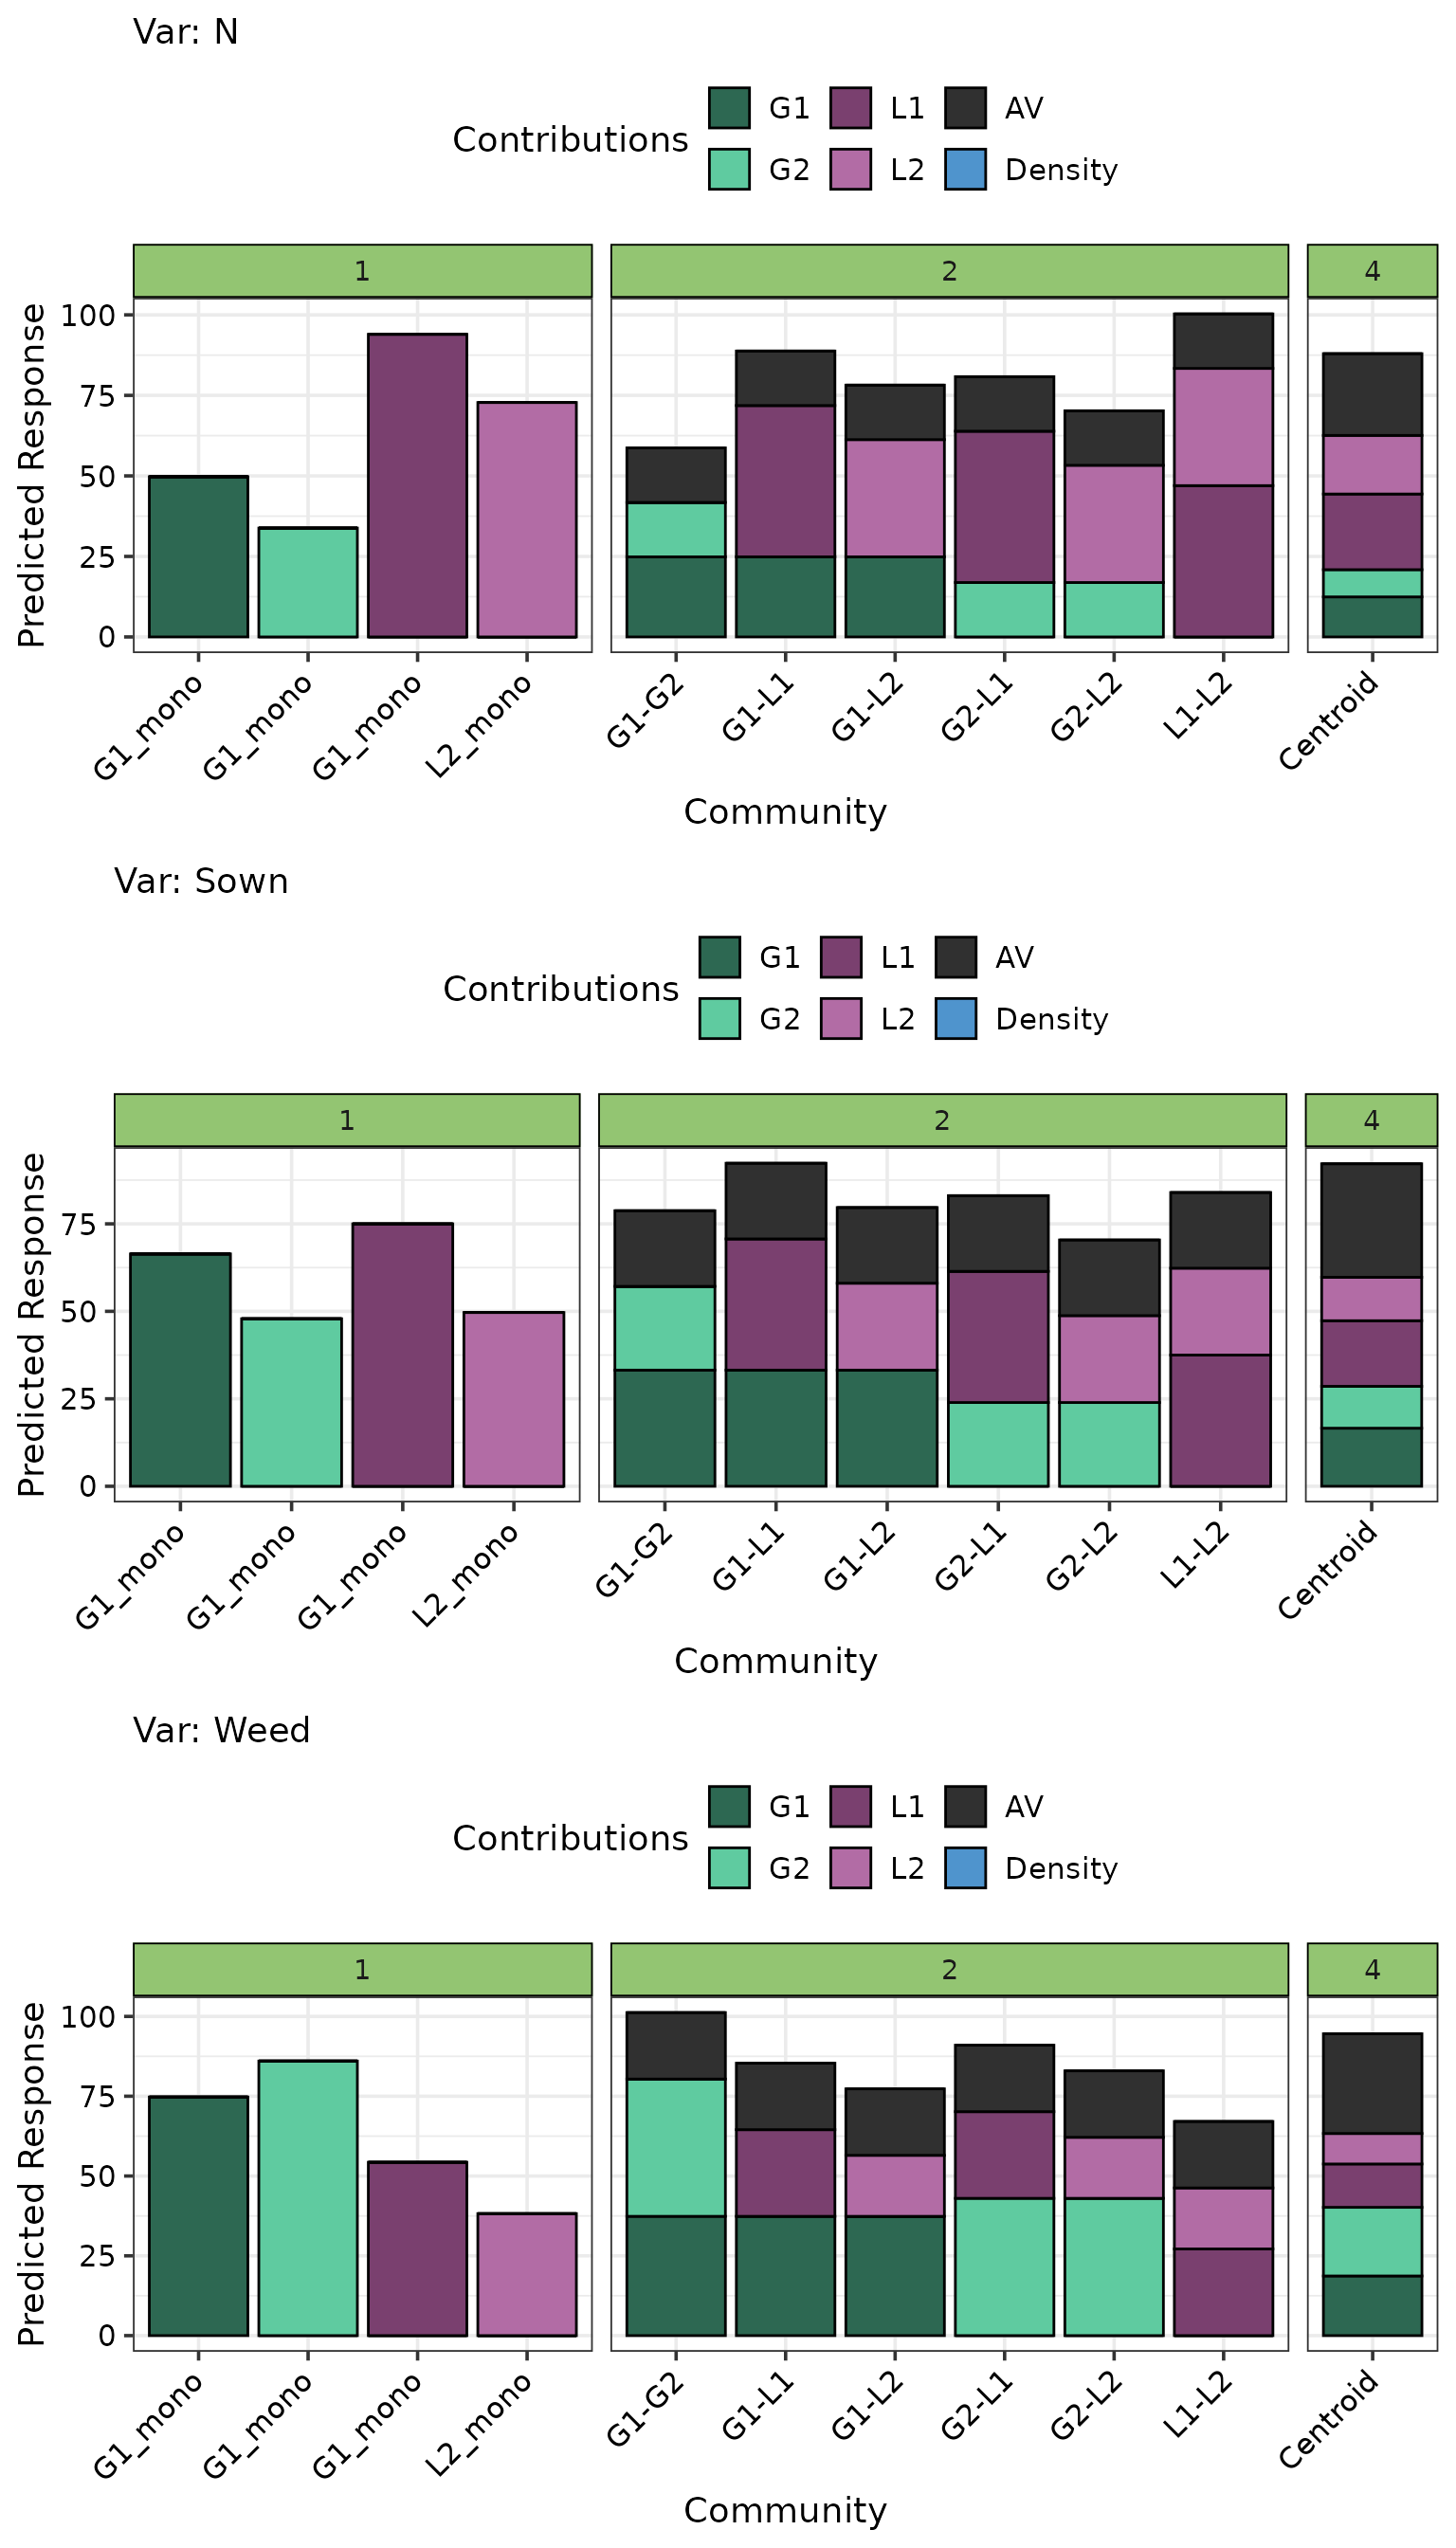 Var: N
Contributions
G1 L1 AV
G2 L2 Density
1 2 4
Predicted Response
100
75
50
25
0
G1_mono G1_mono G1_mono L2_mono G1-G2 G1-L1 G1-L2 G2-L1 G2-L2 L1-L2 Centroid
Community
Var: Sown
Contributions
G1 L1 AV
G2 L2 Density
1 2 4
Predicted Response
75
50
25
0
G1_mono G1_mono G1_mono L2_mono G1-G2 G1-L1 G1-L2 G2-L1 G2-L2 L1-L2 Centroid
Community
Var: Weed
Contributions
G1 L1 AV
G2 L2 Density
1 2 4
Predicted Response
100
75
50
25
0
G1_mono G1_mono G1_mono L2_mono G1-G2 G1-L1 G1-L2 G2-L1 G2-L2 L1-L2 Centroid
Community